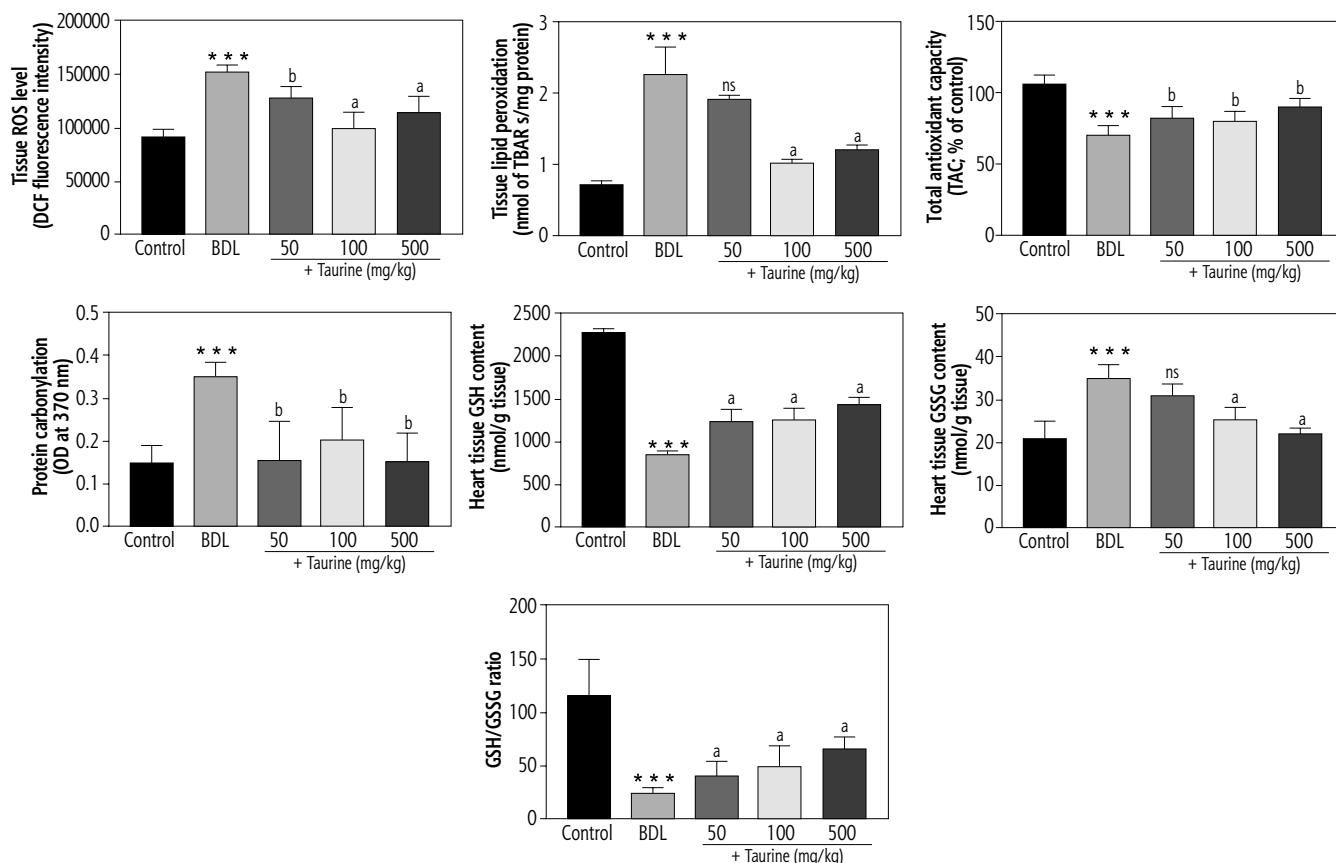 Tissue ROS level
(DCF fluorescence intensity)
200000
150000
100000
50000
0
* * *
b
a
a
Control
BDL
50
100
500
+ Taurine (mg/kg)
Tissue lipid peroxidation
(nmol of TBAR s/mg protein)
3
2
1
0
* * *
ns
a
a
Control
BDL
50
100
500
+ Taurine (mg/kg)
Total antioxidant capacity
(TAC; % of control)
150
100
50
0
* * *
b
b
b
Control
BDL
50
100
500
+ Taurine (mg/kg)
Protein carbonylation
(OD at 370 nm)
0.5
0.4
0.3
0.2
0.1
0.0
* * *
b
b
b
Control
BDL
50
100
500
+ Taurine (mg/kg)
Heart tissue GSH content
(nmol/g tissue)
2500
2000
1500
1000
500
0
* * *
a
a
a
Control
BDL
50
100
500
+ Taurine (mg/kg)
Heart tissue GSSG content
(nmol/g tissue)
50
40
30
20
10
0
* * *
ns
a
a
Control
BDL
50
100
500
+ Taurine (mg/kg)
GSH/GSSG ratio
200
150
100
50
0
* * *
a
a
a
Control
BDL
50
100
500
+ Taurine (mg/kg)